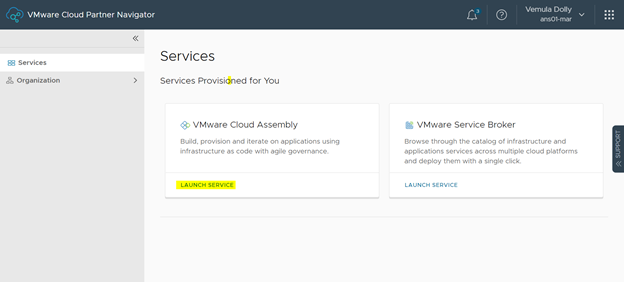 VMware Cloud Partner Navigator
3
Vemula Dolly
ans01-mar
Services
Organization
Services
Services Provisioned for You
VMware Cloud Assembly
Build, provision and iterate on applications using
infrastructure as code with agile governance.
LAUNCH SERVICE
VMware Service Broker
Browse through the catalog of infrastructure and
applications services across multiple cloud platforms
and deploy them with a single click.
LAUNCH SERVICE
SUPPORT